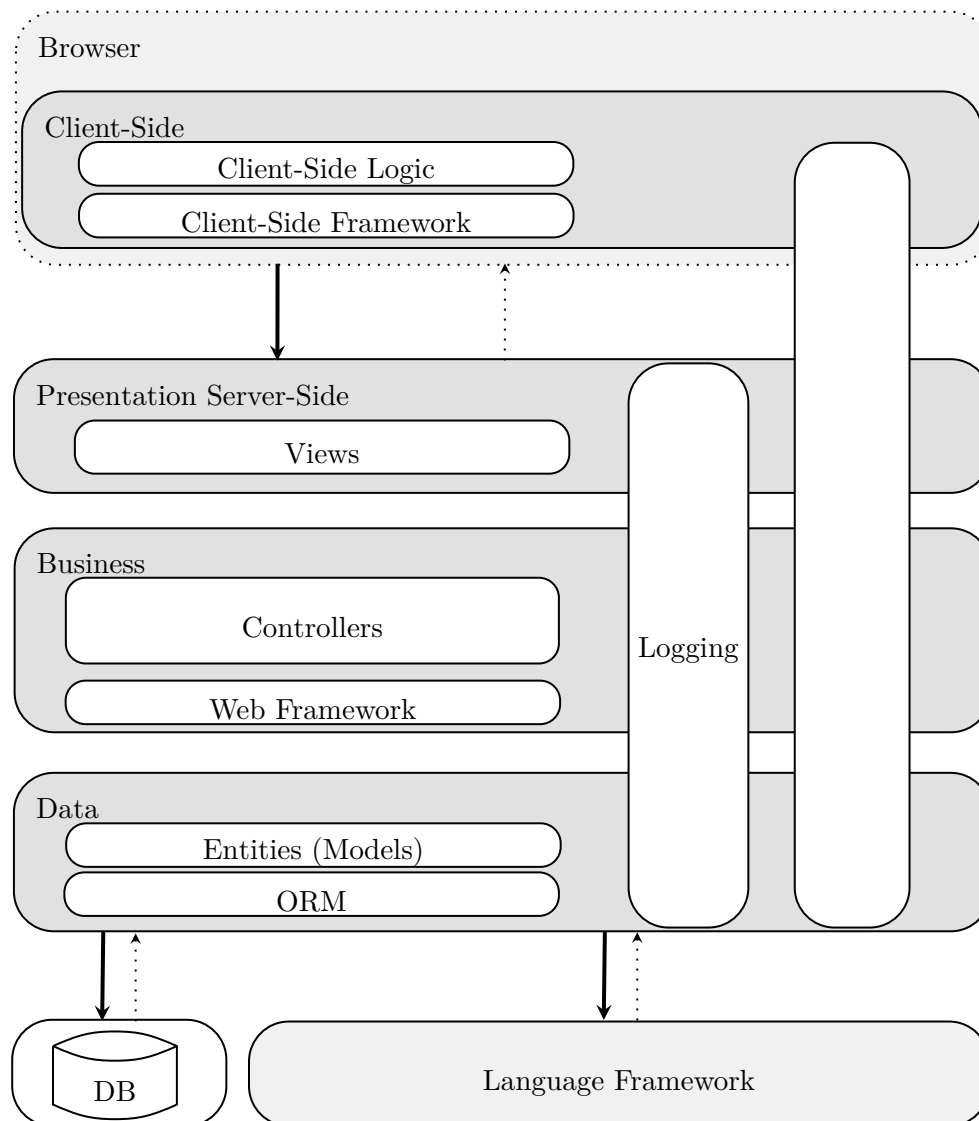 Browser
Client-Side
Client-Side Logic
Client-Side Framework
Presentation Server-Side
Views
Business
Controllers
Logging
Web Framework
Data
Entities (Models)
ORM
DB
Language Framework